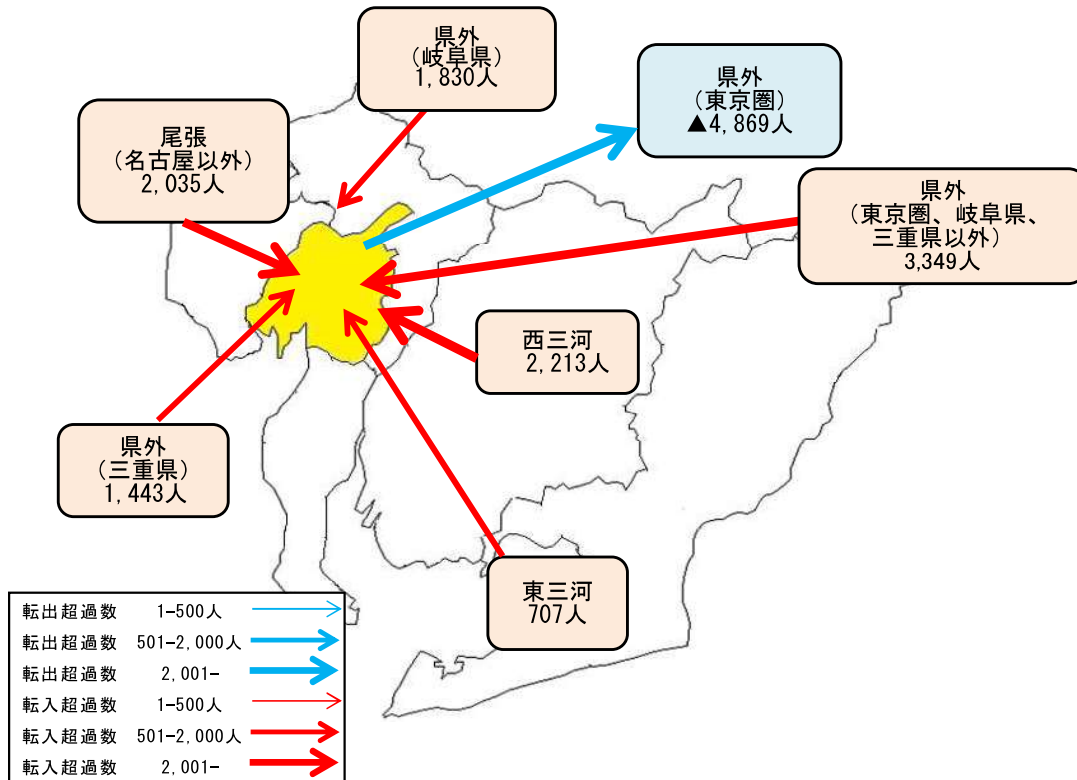 県外
（岐阜県）
1,830人
県外
（東京圏）
▲4,869人
尾張
（名古屋以外）
2,035人
県外
（東京圏、岐阜県、
三重県以外）
3,349人
西三河
2,213人
県外
（三重県）
1,443人
東三河
707人
転出超過数 1-500人
転出超過数 501-2,000人
転出超過数 2,001-
転入超過数 1-500人
転入超過数 501-2,000人
転入超過数 2,001-